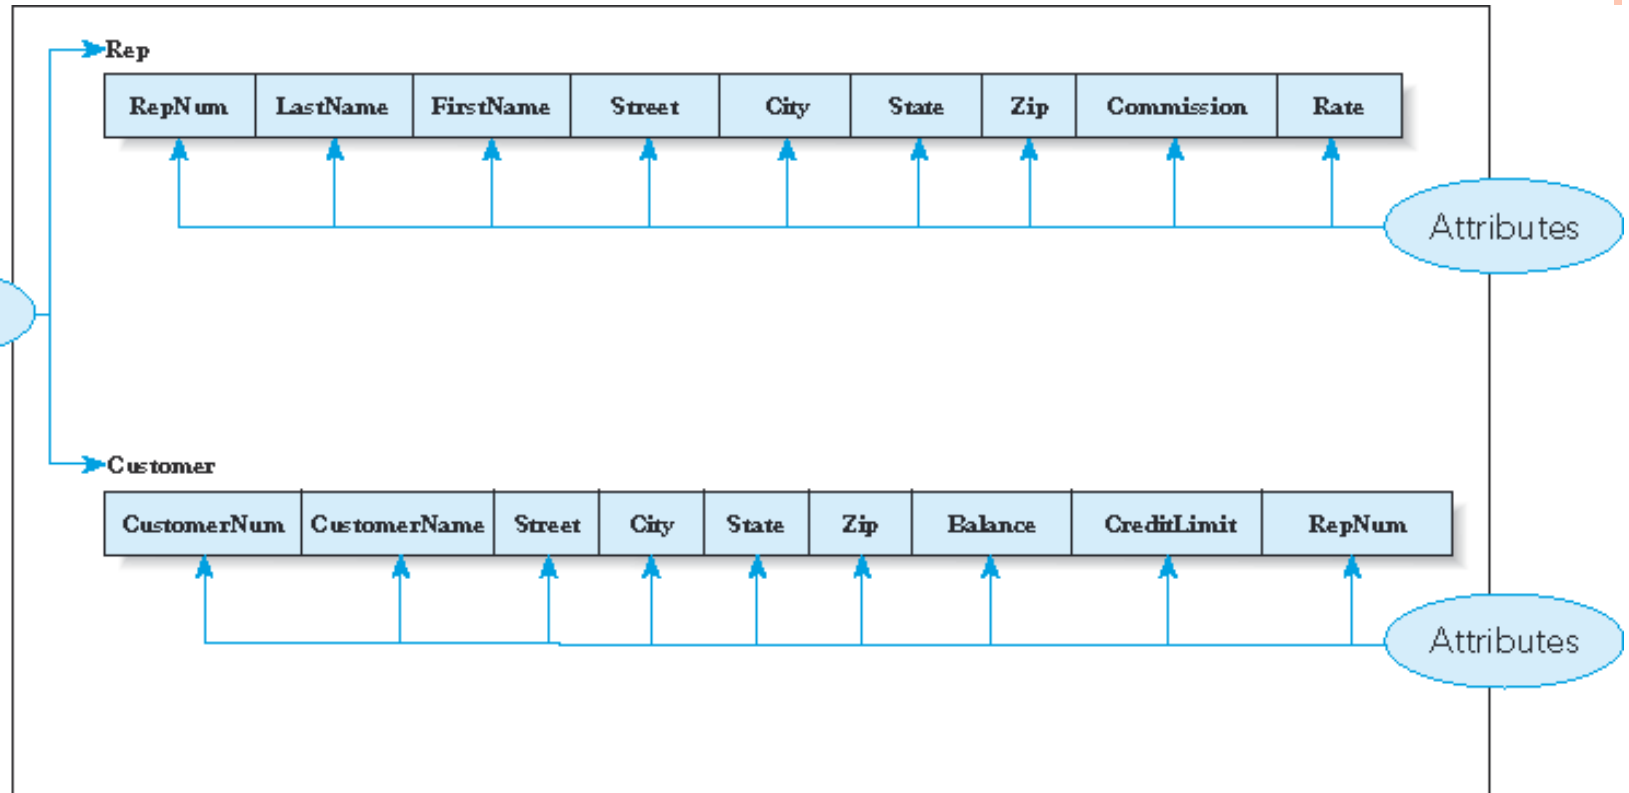 Rep
RepNum LastName FirstName Street City State Zip Commission Rate
Attributes
Customer
CustomerNum CustomerName Street City State Zip Balance CreditLimit RepNum
Attributes